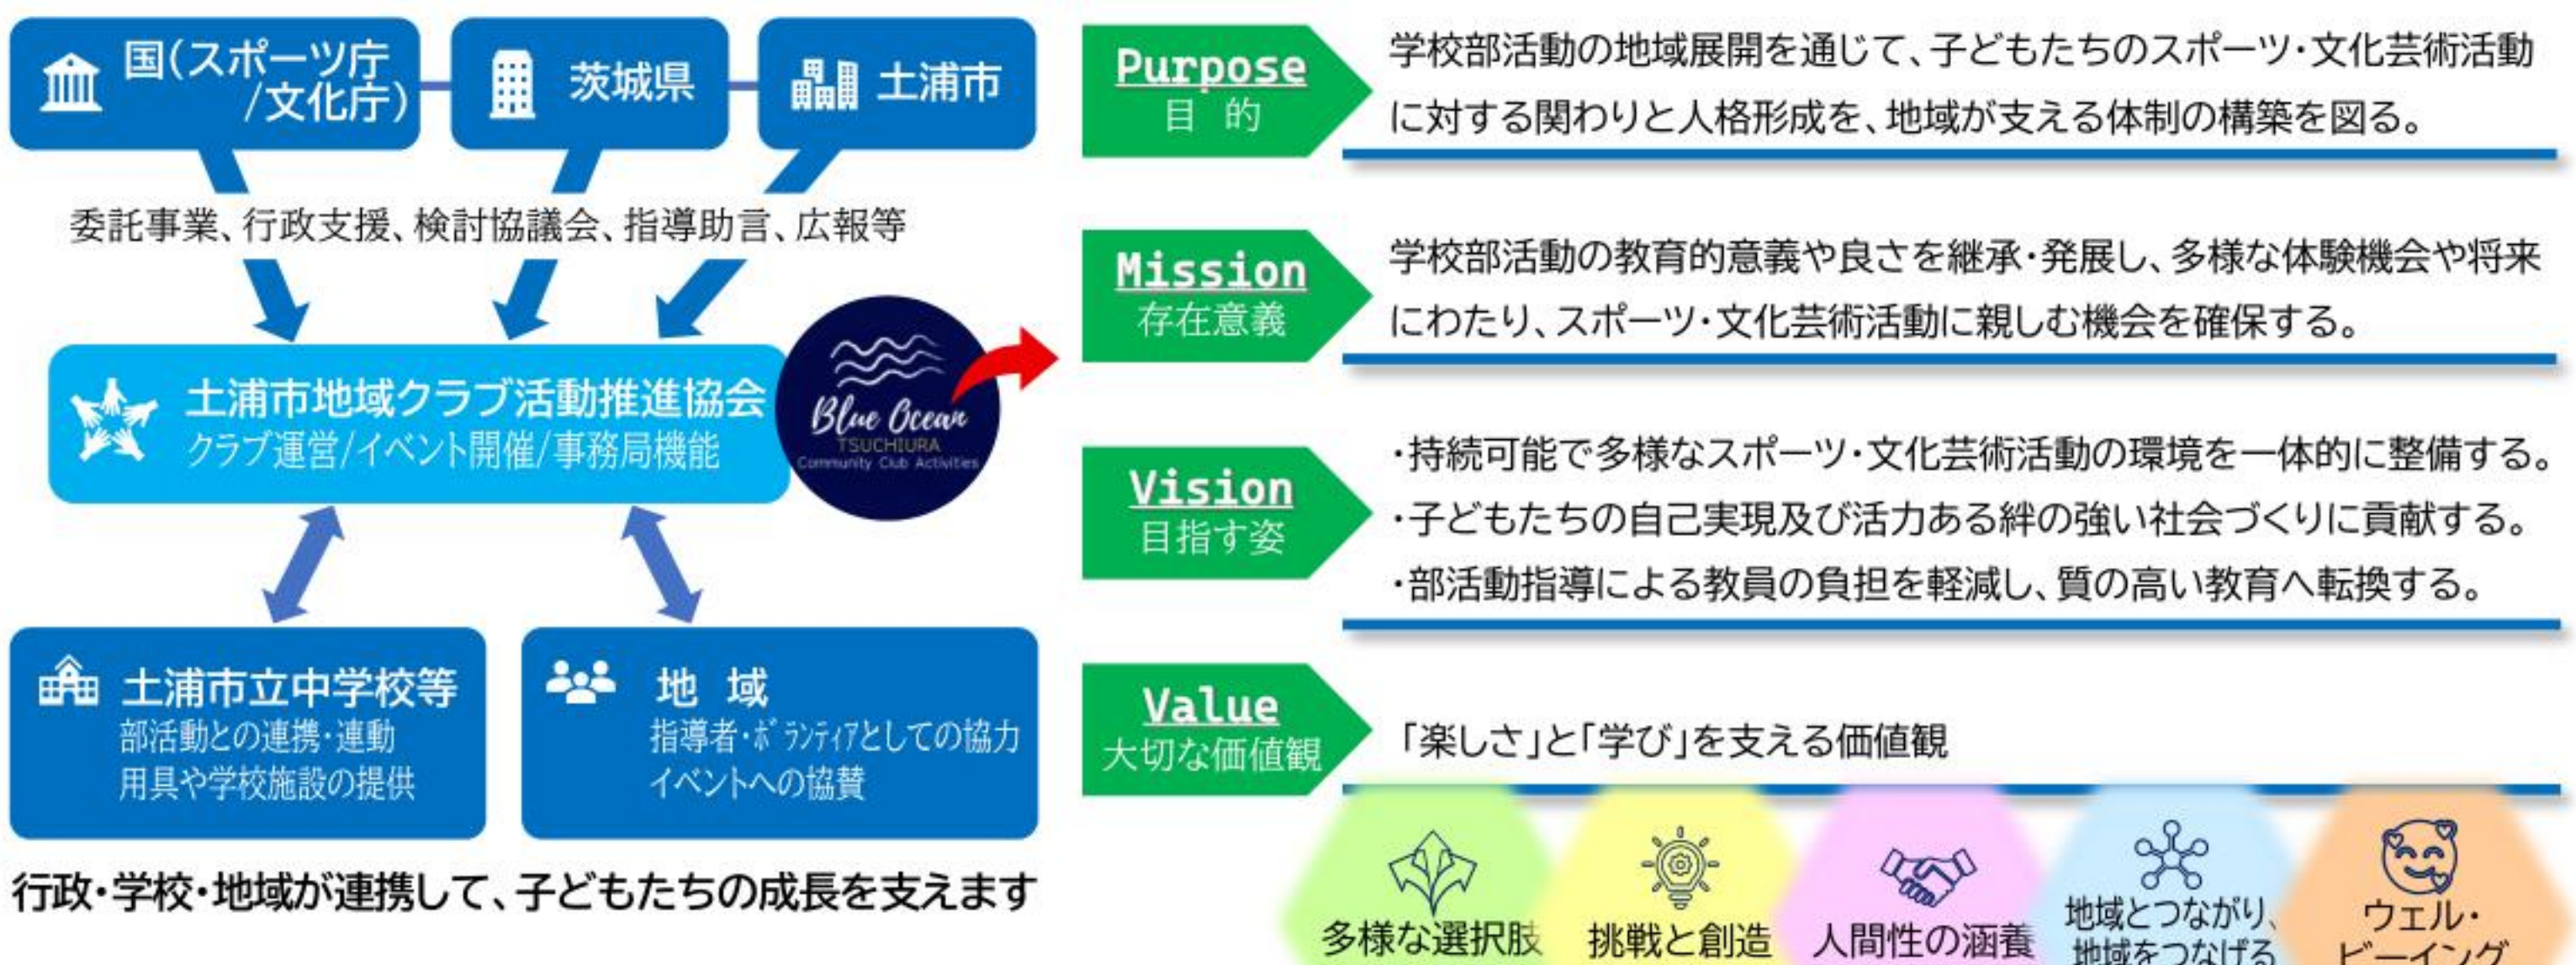 国(スポーツ庁
/文化庁)
茨城県
土浦市
委託事業、行政支援、検討協議会、指導助言、広報等
土浦市地域クラブ活動推進協会
クラブ運営/イベント開催/事務局機能
Blue Ocean
TSUCHIURA
Community Club Activities
土浦市立中学校等
部活動との連携・連動
用具や学校施設の提供
地 域
指導者・ﾎﾞﾗﾝﾃｨｱとしての協力
イベントへの協賛
行政・学校・地域が連携して、子どもたちの成長を支えます
Purpose
目 的
学校部活動の地域展開を通じて、子どもたちのスポーツ・文化芸術活動
に対する関わりと人格形成を、地域が支える体制の構築を図る。
Mission
存在意義
学校部活動の教育的意義や良さを継承・発展し、多様な体験機会や将来
にわたり、スポーツ・文化芸術活動に親しむ機会を確保する。
Vision
目指す姿
・持続可能で多様なスポーツ・文化芸術活動の環境を一体的に整備する。
・子どもたちの自己実現及び活力ある絆の強い社会づくりに貢献する。
・部活動指導による教員の負担を軽減し、質の高い教育へ転換する。
Value
大切な価値観
「楽しさ」と「学び」を支える価値観
多様な選択肢
挑戦と創造
人間性の涵養
地域とつながり、
地域をつなげる
ウェル・
ビーイング